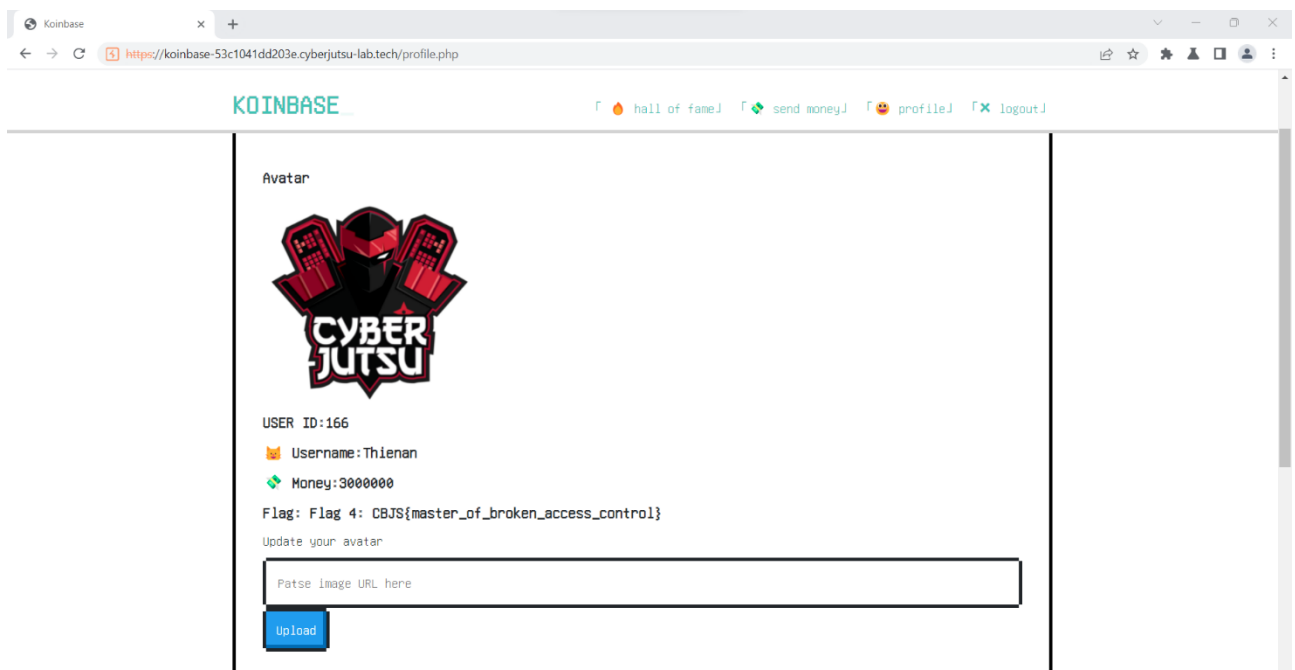 Koinbase
https://koinbase-53c1041dd203e.cyberjutsu-lab.tech/profile.php
KOINBASE_
「🔥 hall of fame」 「💸 send money」 「😃 profile」 「❌ logout」
Avatar
CYBER
JUTSU
USER ID:166
😺 Username:Thienan
💸 Money:3000000
Flag: Flag 4: CBJS{master_of_broken_access_control}
Update your avatar
Patse image URL here
Upload